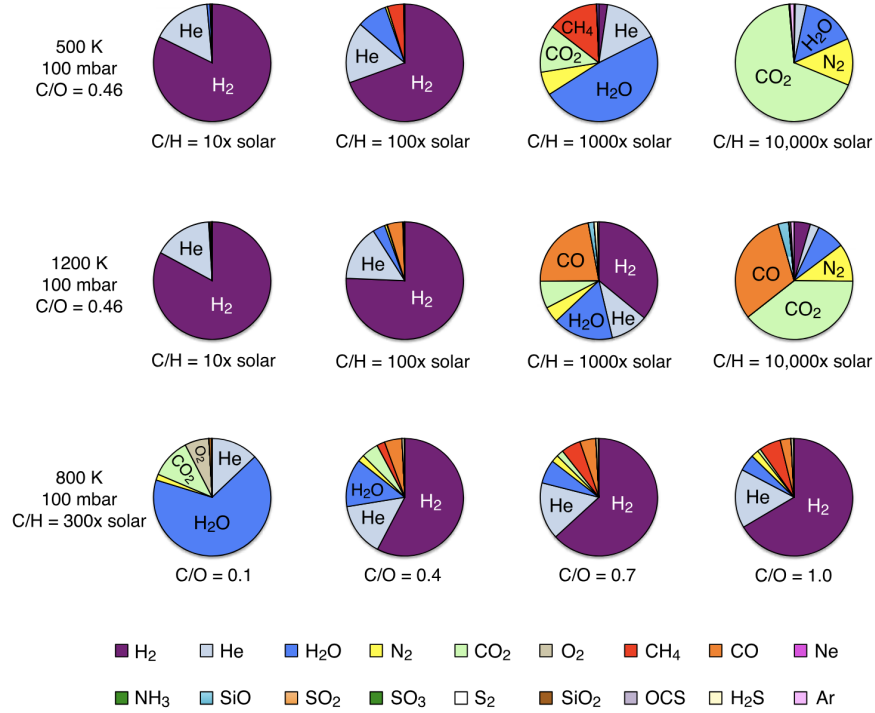 500 K
100 mbar
C/O = 0.46
He
H₂
C/H = 10x solar
He
H₂
C/H = 100x solar
CH₄
He
CO₂
H₂O
C/H = 1000x solar
H₂O
N₂
CO₂
C/H = 10,000x solar
1200 K
100 mbar
C/O = 0.46
He
H₂
C/H = 10x solar
He
H₂
C/H = 100x solar
CO
H₂
H₂O
He
C/H = 1000x solar
CO
N₂
CO₂
C/H = 10,000x solar
800 K
100 mbar
C/H = 300x solar
CO₂
O₂
He
H₂O
C/O = 0.1
H₂O
He
H₂
C/O = 0.4
He
H₂
C/O = 0.7
He
H₂
C/O = 1.0
H₂ He H₂O N₂ CO₂ O₂ CH₄ CO Ne
NH₃ SiO SO₂ SO₃ S₂ SiO₂ OCS H₂S Ar